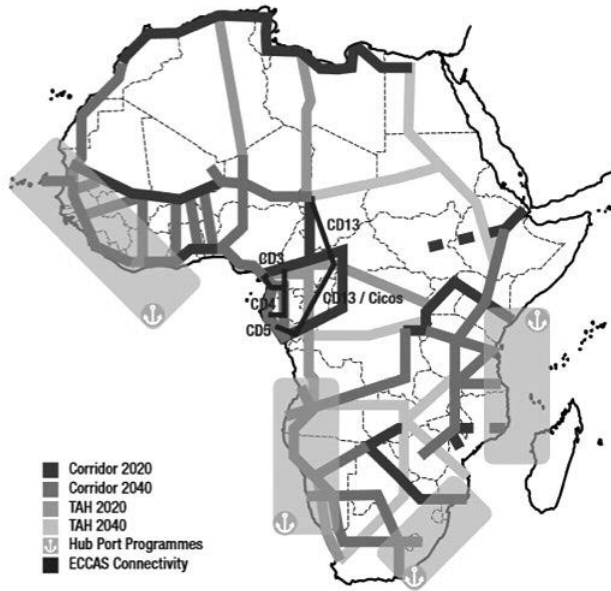 CD13
CD3
CD4
CD13 / Cicos
CD5
Corridor 2020
Corridor 2040
TAH 2020
TAH 2040
Hub Port Programmes
ECCAS Connectivity